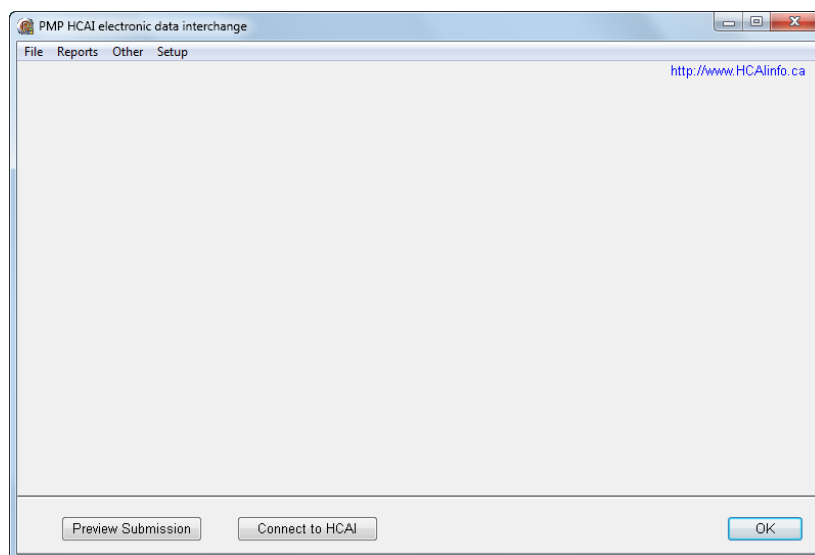 PMP HCAI electronic data interchange
File Reports Other Setup
http://www.HCAIinfo.ca
Preview Submission Connect to HCAI OK